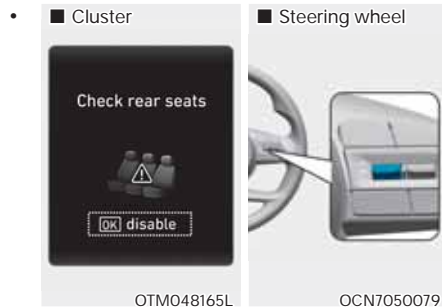 • ■ Cluster
■ Steering wheel
Check rear seats
OK disable
OTM048165L
OCN7050079